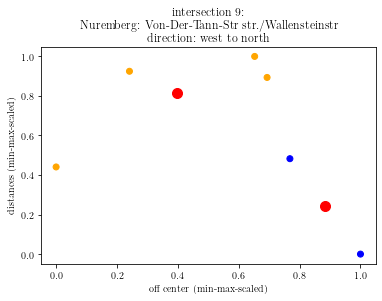 intersection 9:
Nuremberg: Von-Der-Tann-Str str./Wallensteinstr
direction: west to north
distances (min-max-scaled)
1.0
0.8
0.6
0.4
0.2
0.0
0.0 0.2 0.4 0.6 0.8 1.0
off center (min-max-scaled)